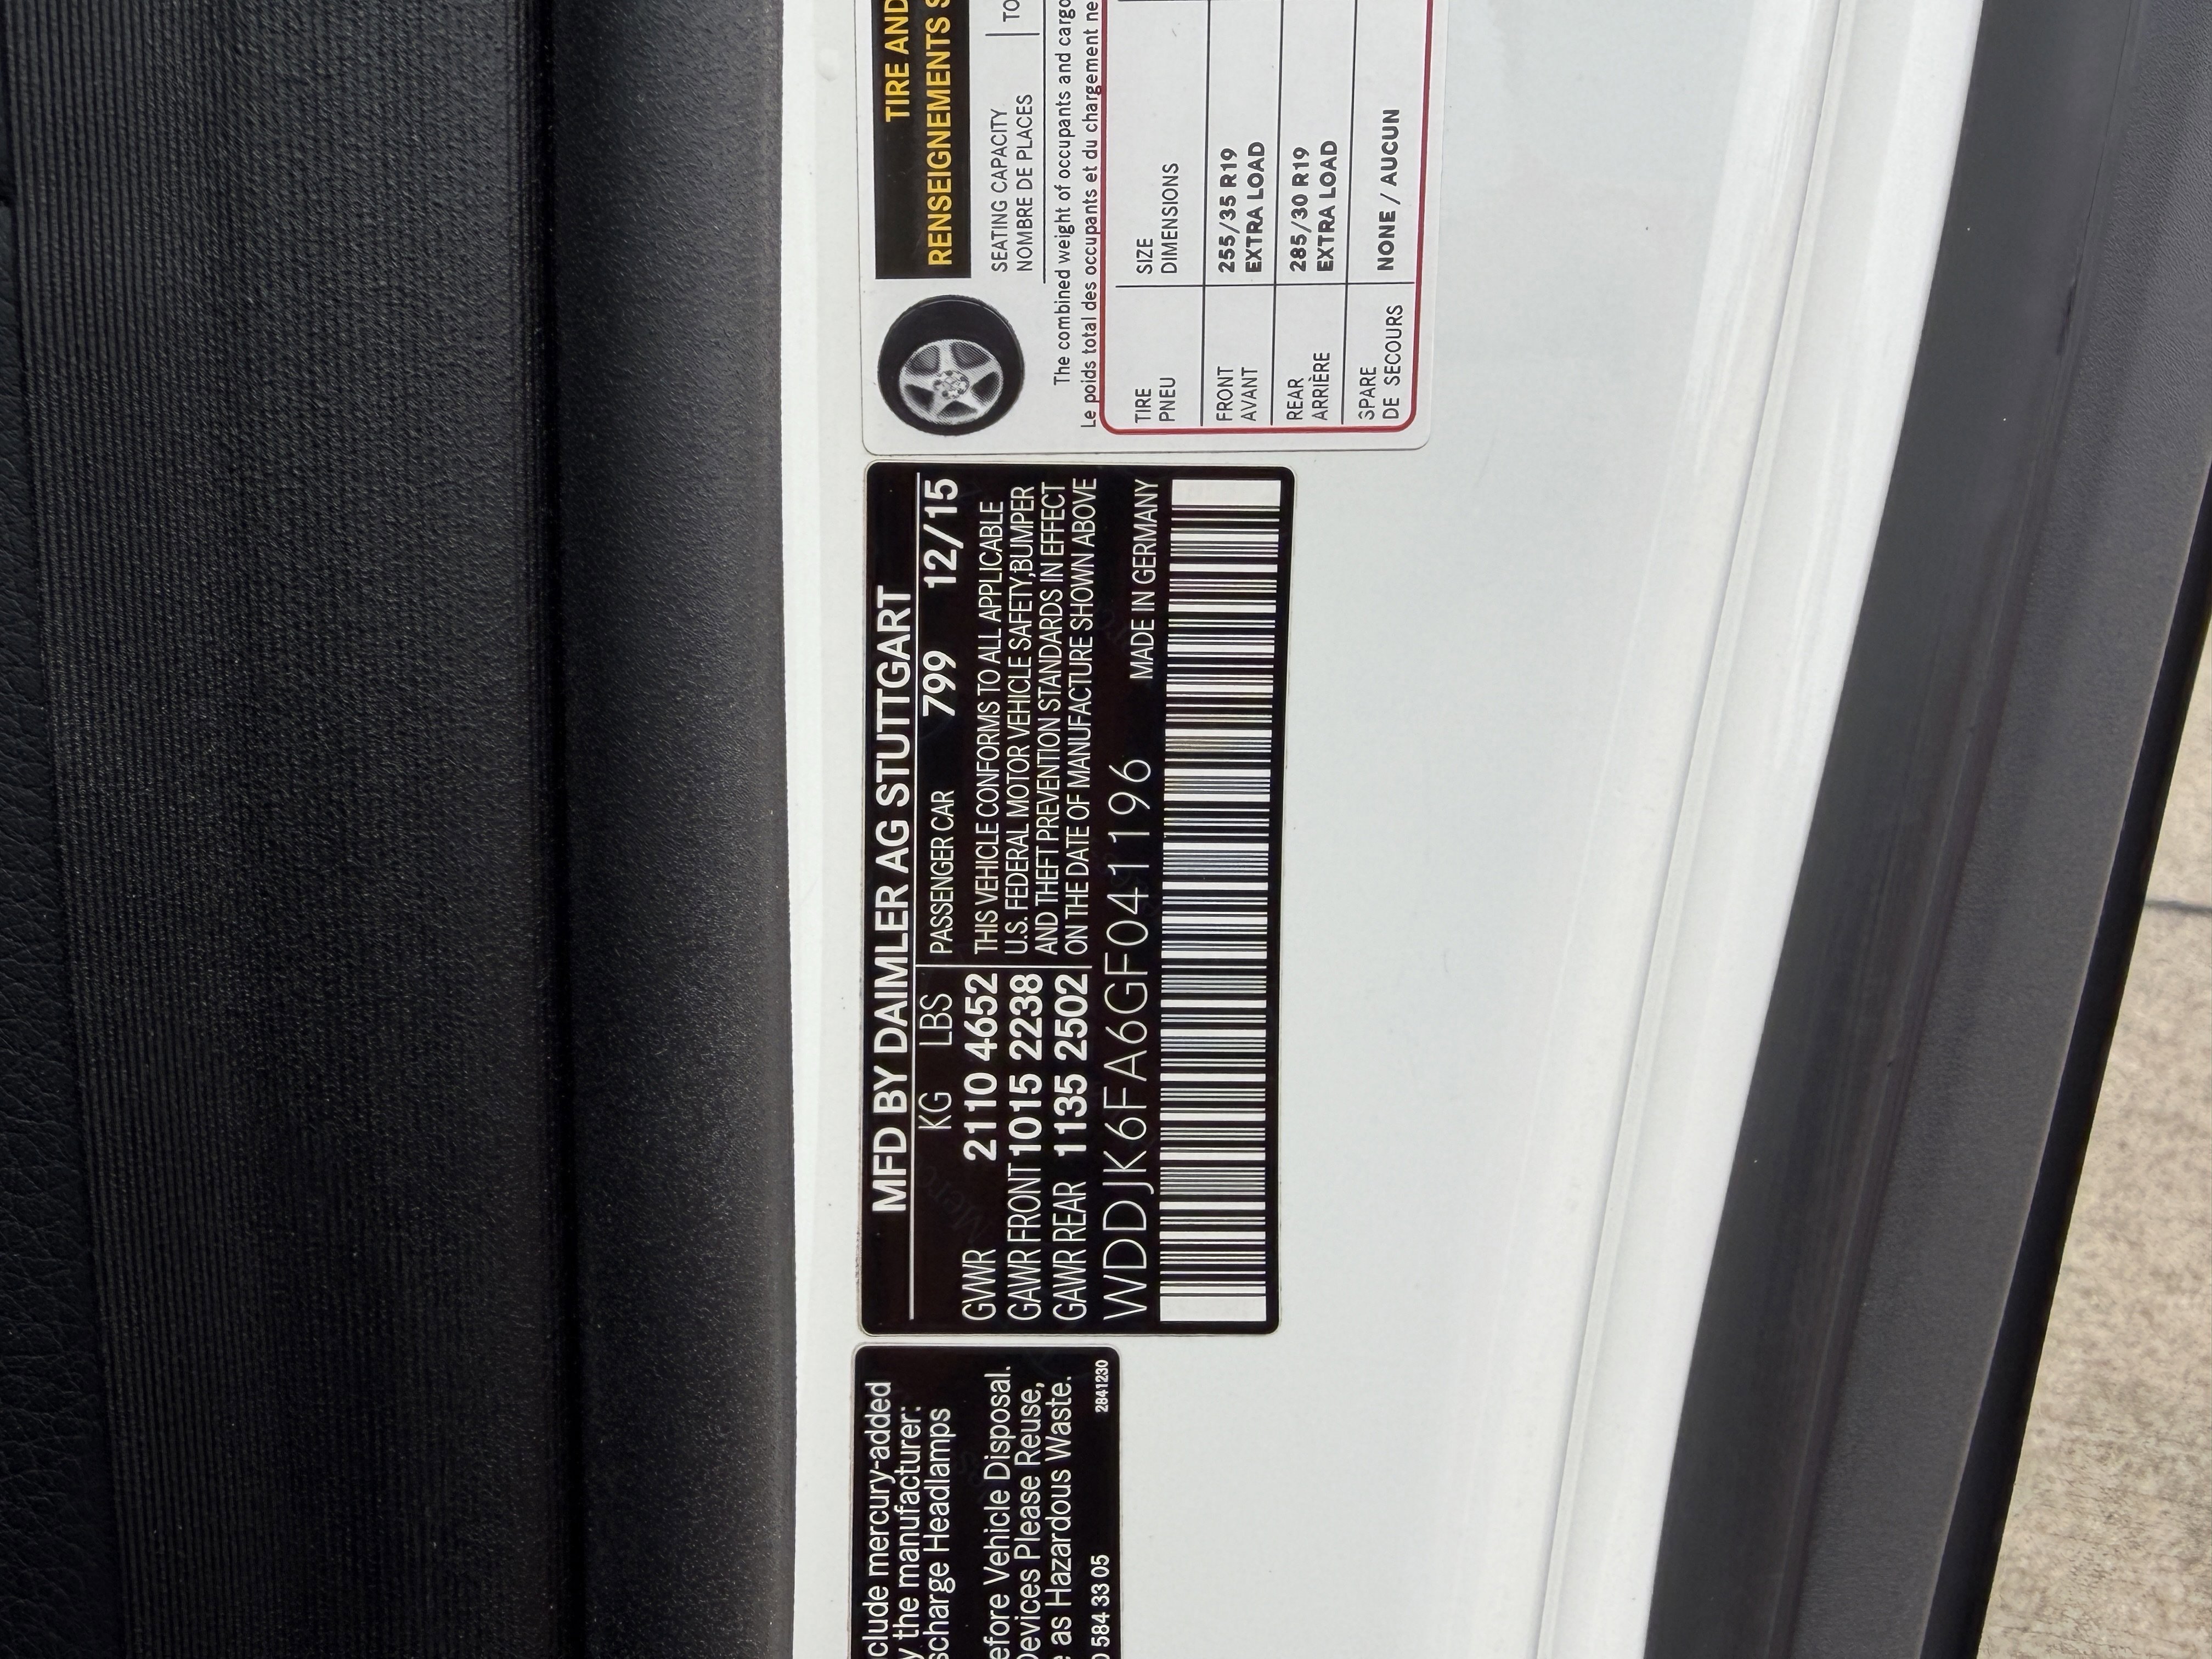 clude mercury-added
y the manufacturer:
scharge Headlamps
efore Vehicle Disposal.
Devices Please Reuse,
e as Hazardous Waste.
584 33 05 2841230
MFD BY DAIMLER AG STUTTGART
KG LBS PASSENGER CAR 799 12/15
GVWR 2110 4652 THIS VEHICLE CONFORMS TO ALL APPLICABLE
GAWR FRONT 1015 2238 U.S. FEDERAL MOTOR VEHICLE SAFETY,BUMPER
GAWR REAR 1135 2502 AND THEFT PREVENTION STANDARDS IN EFFECT
ON THE DATE OF MANUFACTURE SHOWN ABOVE
WDDJK6FA6GF041196 MADE IN GERMANY
TIRE AND
RENSEIGNEMENTS S
SEATING CAPACITY
NOMBRE DE PLACES
TO
The combined weight of occupants and cargo
Le poids total des occupants et du chargement ne
TIRE SIZE
PNEU DIMENSIONS
FRONT 255/35 R19
AVANT EXTRA LOAD
REAR 285/30 R19
ARRIÈRE EXTRA LOAD
SPARE
DE SECOURS NONE / AUCUN